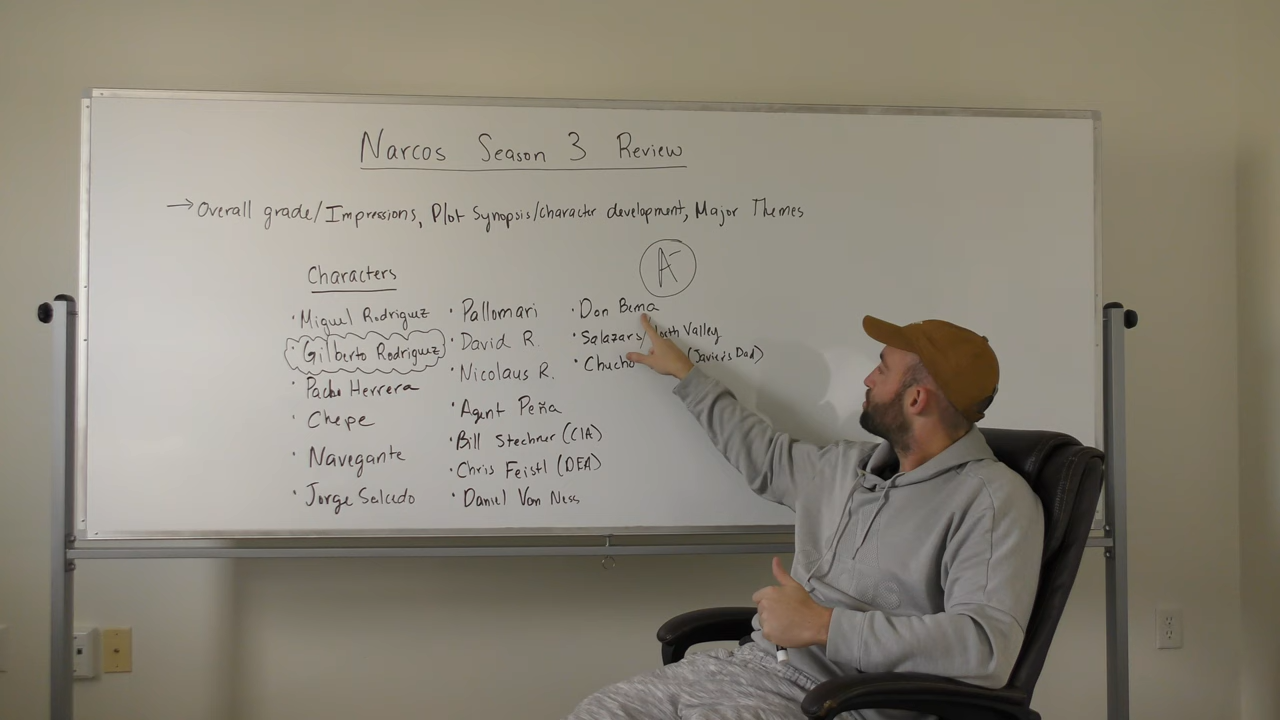 Narcos Season 3 Review
→ Overall grade/Impressions, Plot Synopsis/character development, Major Themes
A-
Characters
• Miguel Rodriguez
• Gilberto Rodriguez
• Pacho Herrera
• Chepe
• Navegante
• Jorge Salcedo
• Pallomari
• David R.
• Nicolaus R.
• Agent Peña
• Bill Stechner (CIA)
• Chris Feistl (DEA)
• Daniel Van Ness
• Don Berna
• Salazars/North Valley
• Chucho (Javier's Dad)